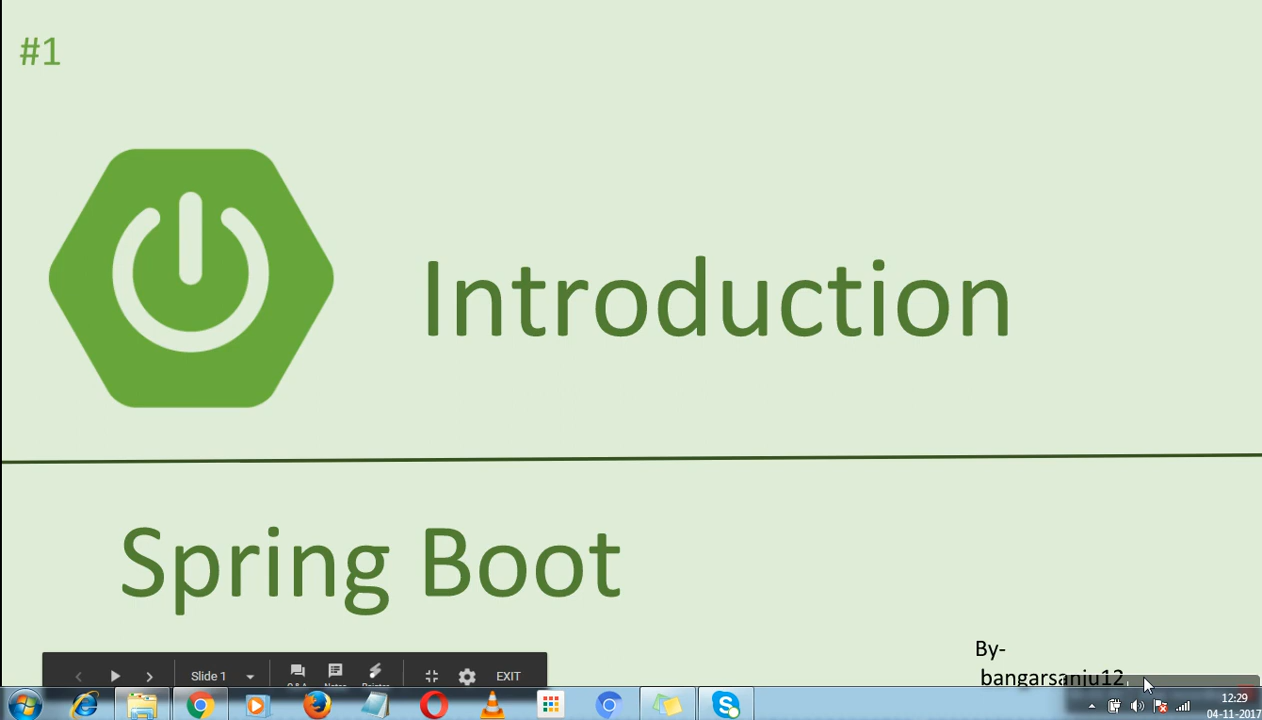 #1
Introduction
Spring Boot
By-
bangarsanju12
Slide 1
EXIT
12:29
04-11-2017